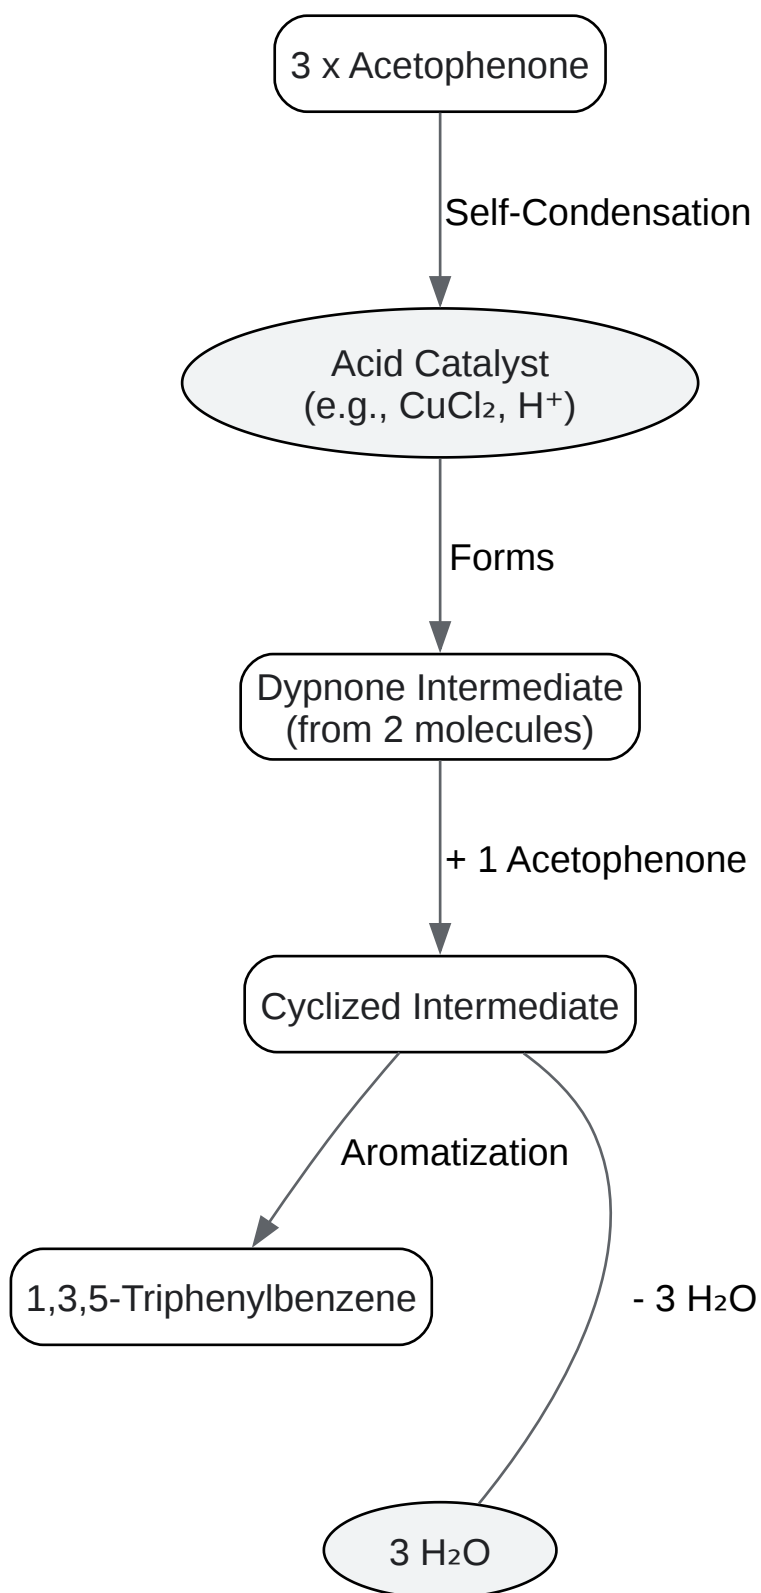 3 x Acetophenone
Self-Condensation
Acid Catalyst
(e.g., CuCl₂, H⁺)
Forms
Dypnone Intermediate
(from 2 molecules)
+ 1 Acetophenone
Cyclized Intermediate
Aromatization
1,3,5-Triphenylbenzene
- 3 H₂O
3 H₂O